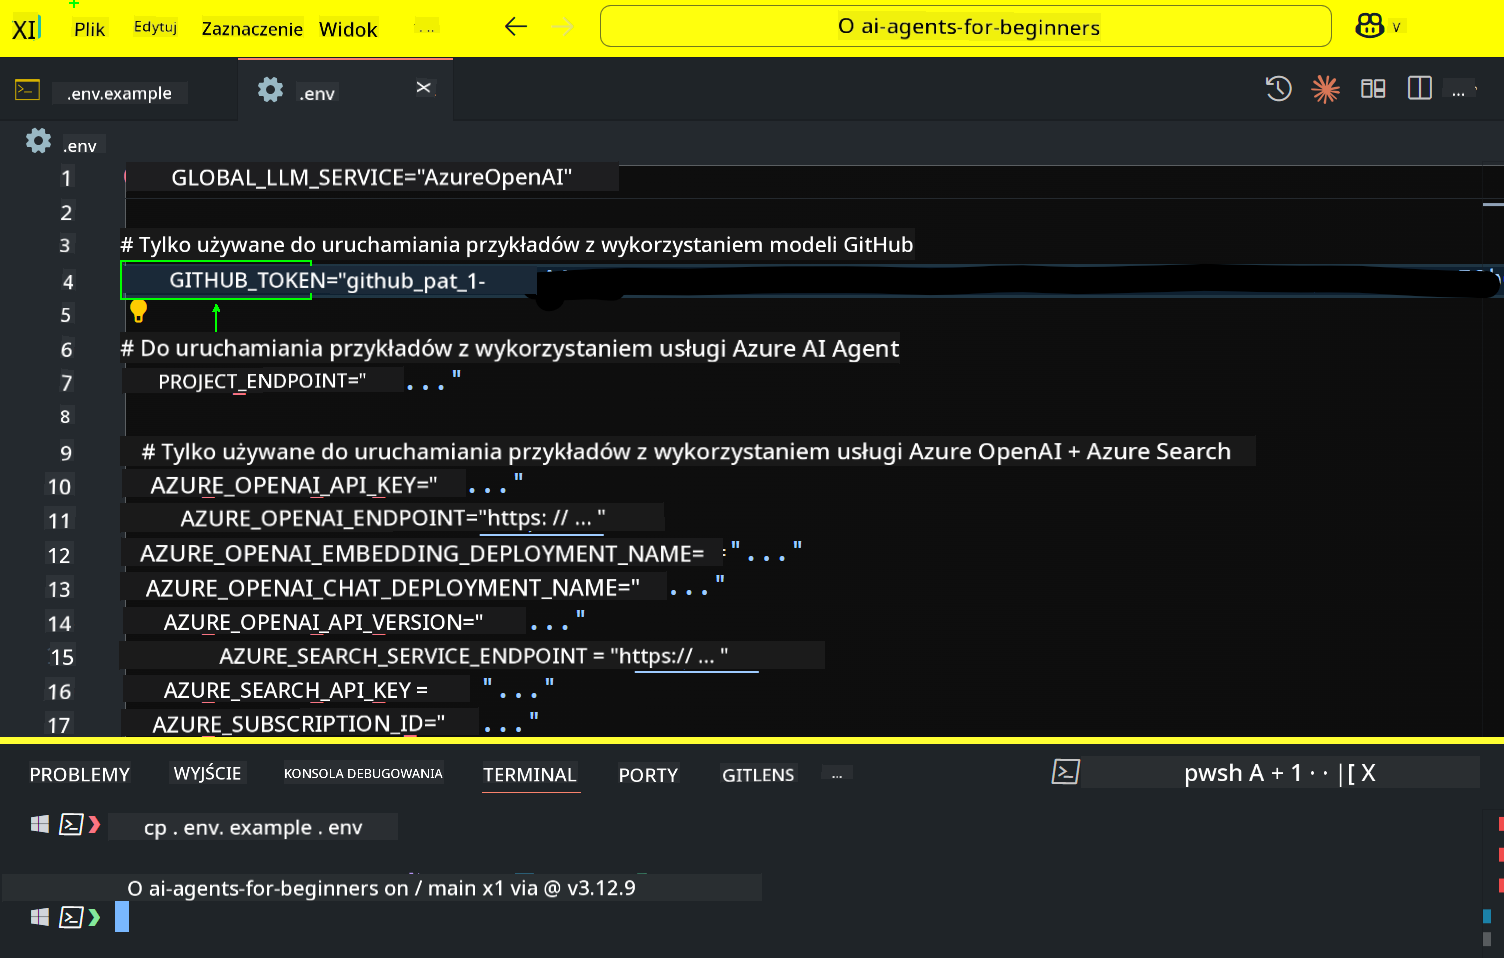 XI Plik Edytuj Zaznaczenie Widok ... O ai-agents-for-beginners v
.env.example .env × ...
.env
1 GLOBAL_LLM_SERVICE="AzureOpenAI"
2
3 # Tylko używane do uruchamiania przykładów z wykorzystaniem modeli GitHub
4 GITHUB_TOKEN="github_pat_1-
5
6 # Do uruchamiania przykładów z wykorzystaniem usługi Azure AI Agent
7 PROJECT_ENDPOINT=" ..."
8
9 # Tylko używane do uruchamiania przykładów z wykorzystaniem usługi Azure OpenAI + Azure Search
10 AZURE_OPENAI_API_KEY=" ..."
11 AZURE_OPENAI_ENDPOINT="https: // ... "
12 AZURE_OPENAI_EMBEDDING_DEPLOYMENT_NAME= ="..."
13 AZURE_OPENAI_CHAT_DEPLOYMENT_NAME=" ..."
14 AZURE_OPENAI_API_VERSION=" ..."
15 AZURE_SEARCH_SERVICE_ENDPOINT = "https:// ... "
16 AZURE_SEARCH_API_KEY = "..."
17 AZURE_SUBSCRIPTION_ID=" ..."
PROBLEMY WYJŚCIE KONSOLA DEBUGOWANIA TERMINAL PORTY GITLENS ... pwsh A + 1 · · |[ X
cp . env. example . env
O ai-agents-for-beginners on / main x1 via @ v3.12.9